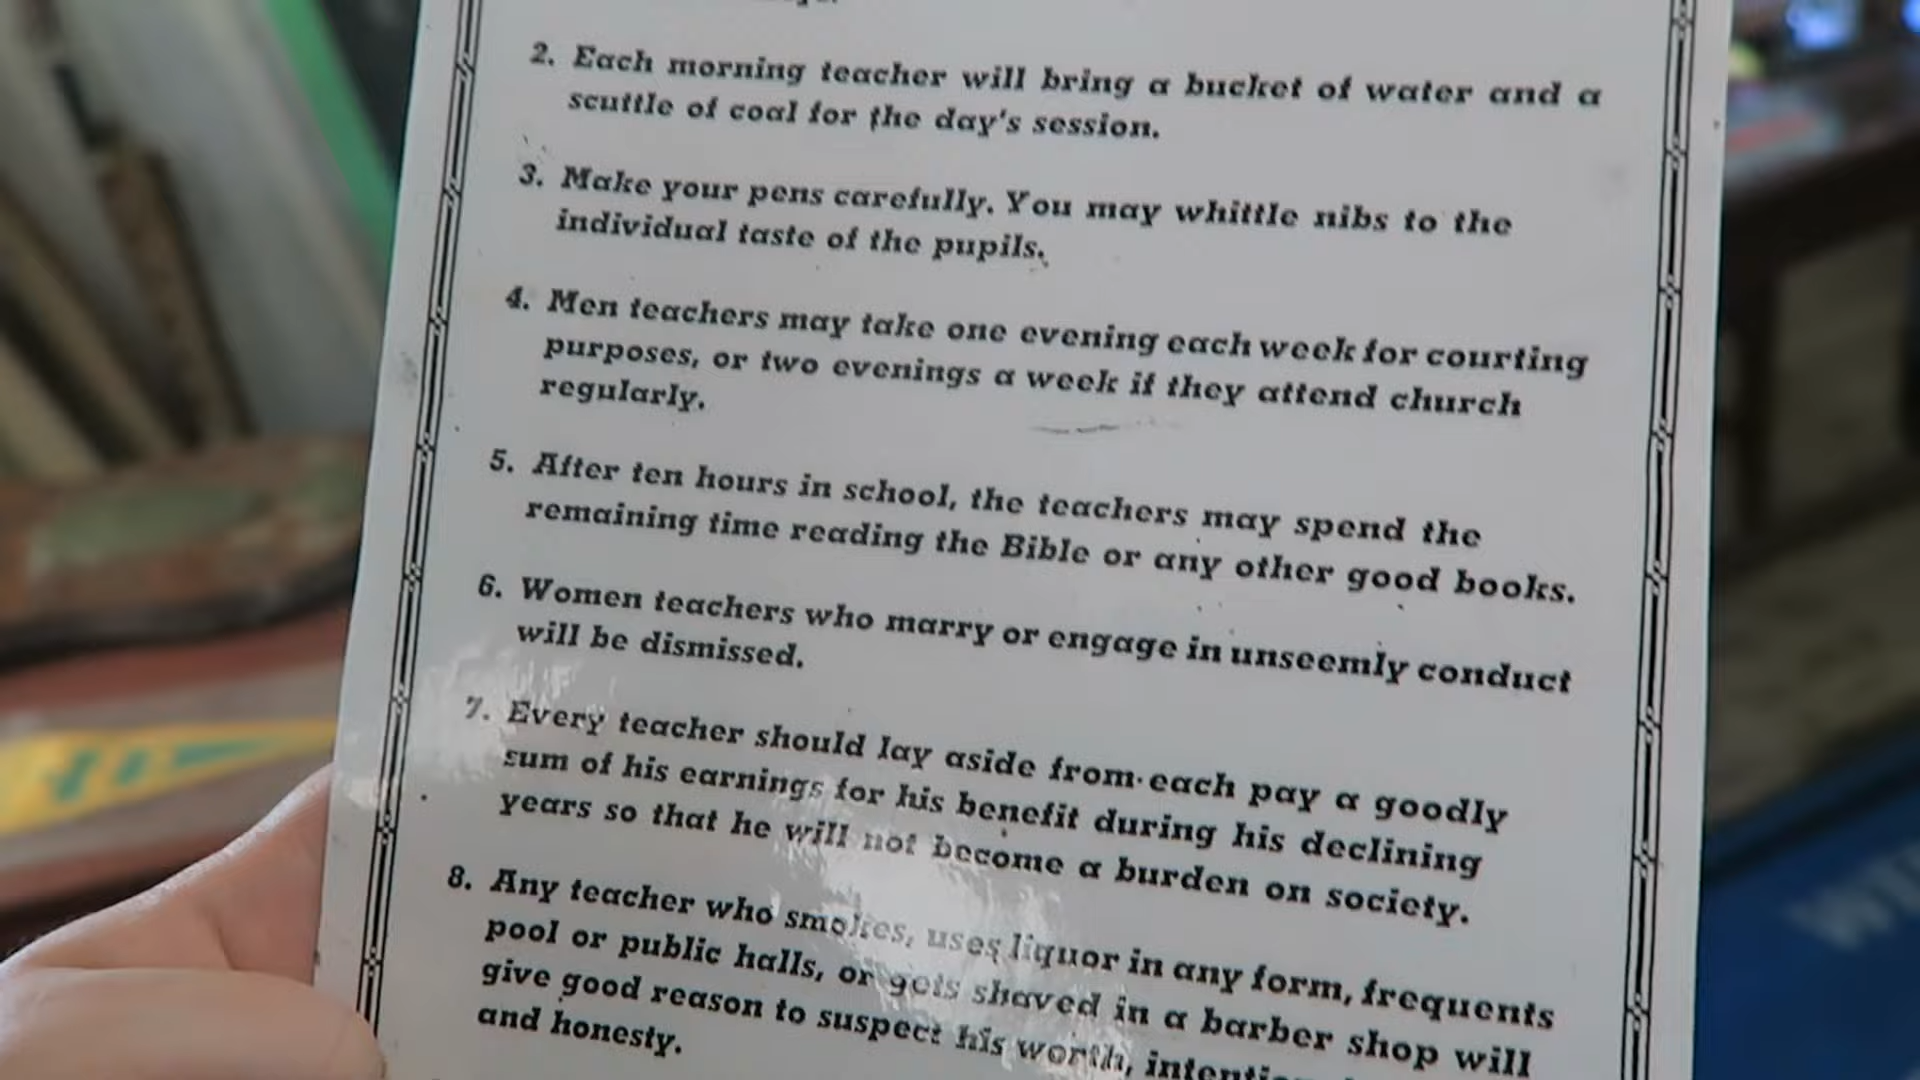 2. Each morning teacher will bring a bucket of water and a
scuttle of coal for the day's session.
3. Make your pens carefully. You may whittle nibs to the
individual taste of the pupils.
4. Men teachers may take one evening each week for courting
purposes, or two evenings a week if they attend church
regularly.
5. After ten hours in school, the teachers may spend the
remaining time reading the Bible or any other good books.
6. Women teachers who marry or engage in unseemly conduct
will be dismissed.
7. Every teacher should lay aside from each pay a goodly
sum of his earnings for his benefit during his declining
years so that he will not become a burden on society.
8. Any teacher who smokes, uses liquor in any form, frequents
pool or public halls, or gets shaved in a barber shop will
give good reason to suspect his worth,
and honesty.